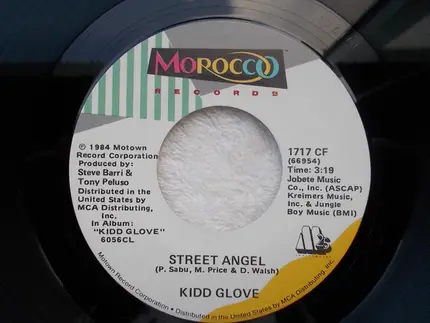 MOROCCO
RECORDS
℗ 1984 Motown
Record Corporation
Produced by:
Steve Barri &
Tony Peluso
Distributed in the
United States by
MCA Distributing,
Inc.
In Album:
"KIDD GLOVE"
6056CL
1717 CF
(66954)
Time: 3:19
Jobete Music
Co., Inc. (ASCAP)
Kreimers Music,
Inc. & Jungle
Boy Music (BMI)
STREET ANGEL
(P. Sabu, M. Price & D. Walsh)
KIDD GLOVE
Motown Record Corporation • Distributed in the United States by MCA Distributing, Inc.